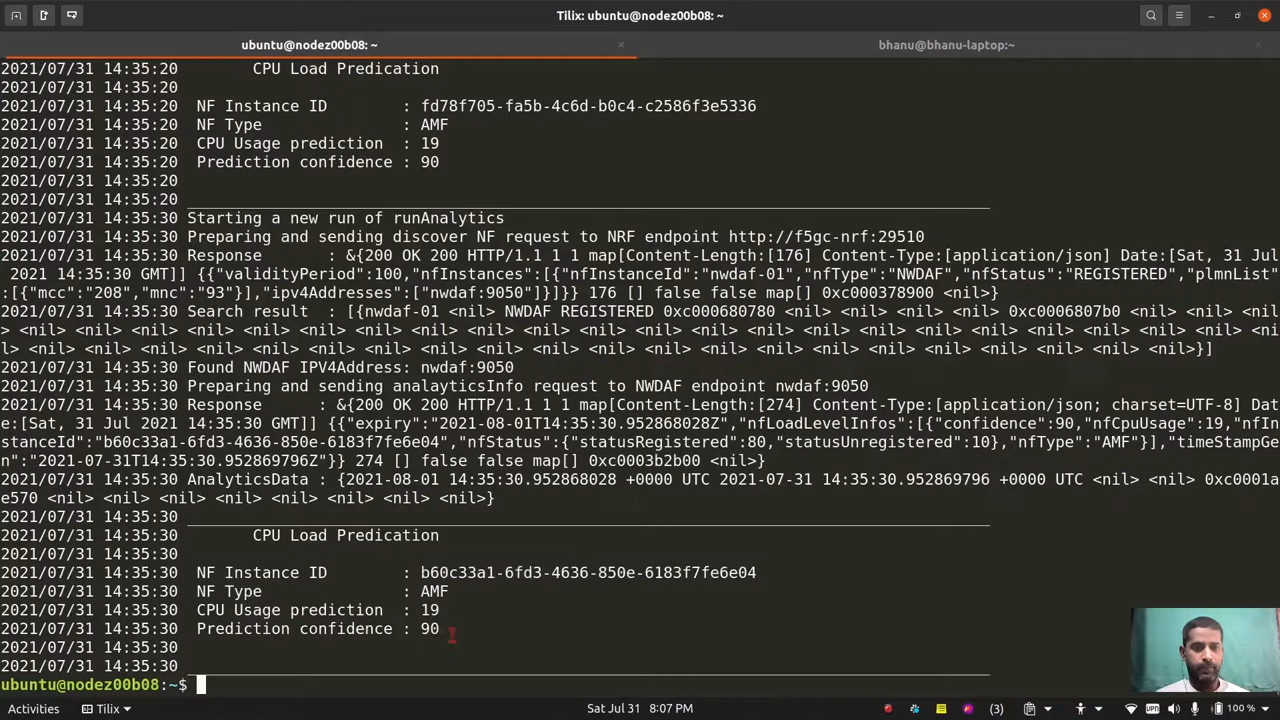 Tilix: ubuntu@nodez00b08: ~
ubuntu@nodez00b08: ~
bhanu@bhanu-laptop:~
2021/07/31 14:35:20        CPU Load Predication
2021/07/31 14:35:20
2021/07/31 14:35:20  NF Instance ID        : fd78f705-fa5b-4c6d-b0c4-c2586f3e5336
2021/07/31 14:35:20  NF Type               : AMF
2021/07/31 14:35:20  CPU Usage prediction  : 19
2021/07/31 14:35:20  Prediction confidence : 90
2021/07/31 14:35:20
2021/07/31 14:35:20 ______________________________________________________________________________________
2021/07/31 14:35:30 Starting a new run of runAnalytics
2021/07/31 14:35:30 Preparing and sending discover NF request to NRF endpoint http://f5gc-nrf:29510
2021/07/31 14:35:30 Response       : &{200 OK 200 HTTP/1.1 1 1 map[Content-Length:[176] Content-Type:[application/json] Date:[Sat, 31 Jul
 2021 14:35:30 GMT]] {{"validityPeriod":100,"nfInstances":[{"nfInstanceId":"nwdaf-01","nfType":"NWDAF","nfStatus":"REGISTERED","plmnList"
:[{"mcc":"208","mnc":"93"}],"ipv4Addresses":["nwdaf:9050"]}]}} 176 [] false false map[] 0xc000378900 <nil>}
2021/07/31 14:35:30 Search result  : [{nwdaf-01 <nil> NWDAF REGISTERED 0xc000680780 <nil> <nil> <nil> <nil> 0xc0006807b0 <nil> <nil> <nil
> <nil> <nil> <nil> <nil> <nil> <nil> <nil> <nil> <nil> <nil> <nil> <nil> <nil> <nil> <nil> <nil> <nil> <nil> <nil> <nil> <nil> <nil> <ni
l> <nil> <nil> <nil> <nil> <nil> <nil> <nil> <nil> <nil> <nil> <nil> <nil> <nil> <nil> <nil> <nil> <nil> <nil> <nil> <nil>}]
2021/07/31 14:35:30 Found NWDAF IPV4Address: nwdaf:9050
2021/07/31 14:35:30 Preparing and sending analayticsInfo request to NWDAF endpoint nwdaf:9050
2021/07/31 14:35:30 Response      : &{200 OK 200 HTTP/1.1 1 1 map[Content-Length:[274] Content-Type:[application/json; charset=UTF-8] Dat
e:[Sat, 31 Jul 2021 14:35:30 GMT]] {{"expiry":"2021-08-01T14:35:30.952868028Z","nfLoadLevelInfos":[{"confidence":90,"nfCpuUsage":19,"nfIn
stanceId":"b60c33a1-6fd3-4636-850e-6183f7fe6e04","nfStatus":{"statusRegistered":80,"statusUnregistered":10},"nfType":"AMF"}],"timeStampGe
n":"2021-07-31T14:35:30.952869796Z"}} 274 [] false false map[] 0xc0003b2b00 <nil>}
2021/07/31 14:35:30 AnalyticsData : {2021-08-01 14:35:30.952868028 +0000 UTC 2021-07-31 14:35:30.952869796 +0000 UTC <nil> <nil> 0xc0001a
e570 <nil> <nil> <nil> <nil> <nil> <nil> <nil>}
2021/07/31 14:35:30 ______________________________________________________________________________________
2021/07/31 14:35:30        CPU Load Predication
2021/07/31 14:35:30
2021/07/31 14:35:30  NF Instance ID        : b60c33a1-6fd3-4636-850e-6183f7fe6e04
2021/07/31 14:35:30  NF Type               : AMF
2021/07/31 14:35:30  CPU Usage prediction  : 19
2021/07/31 14:35:30  Prediction confidence : 90
2021/07/31 14:35:30
2021/07/31 14:35:30 ______________________________________________________________________________________
ubuntu@nodez00b08:~$
Activities Tilix Sat Jul 31 8:07 PM (3) UPN 100 %